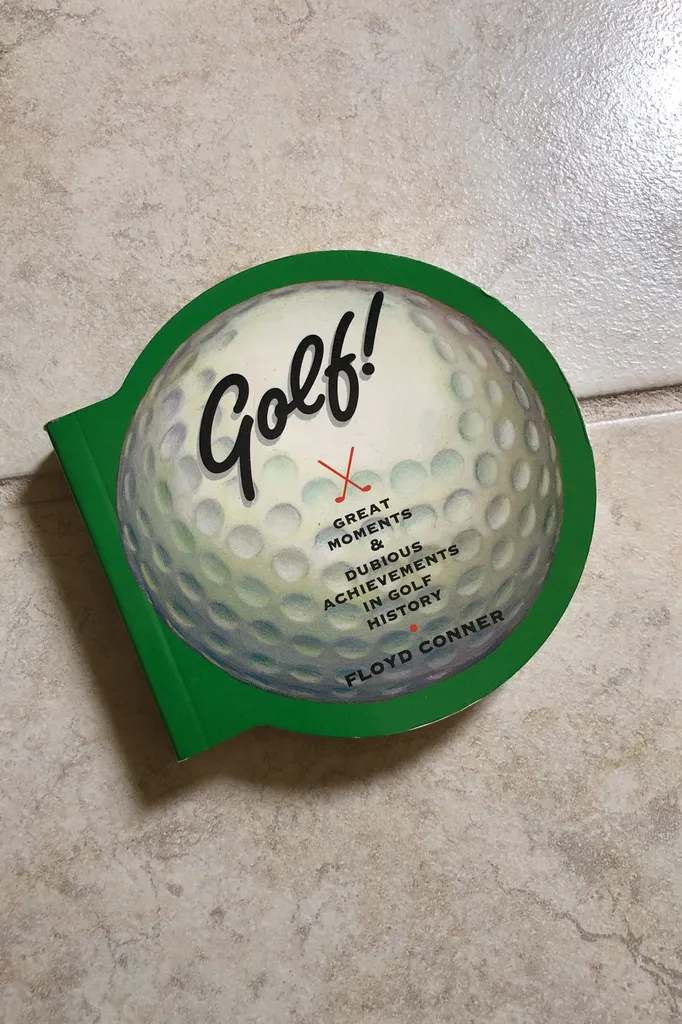 Golf!
GREAT
MOMENTS
&
DUBIOUS
ACHIEVEMENTS
IN GOLF
HISTORY
FLOYD CONNER